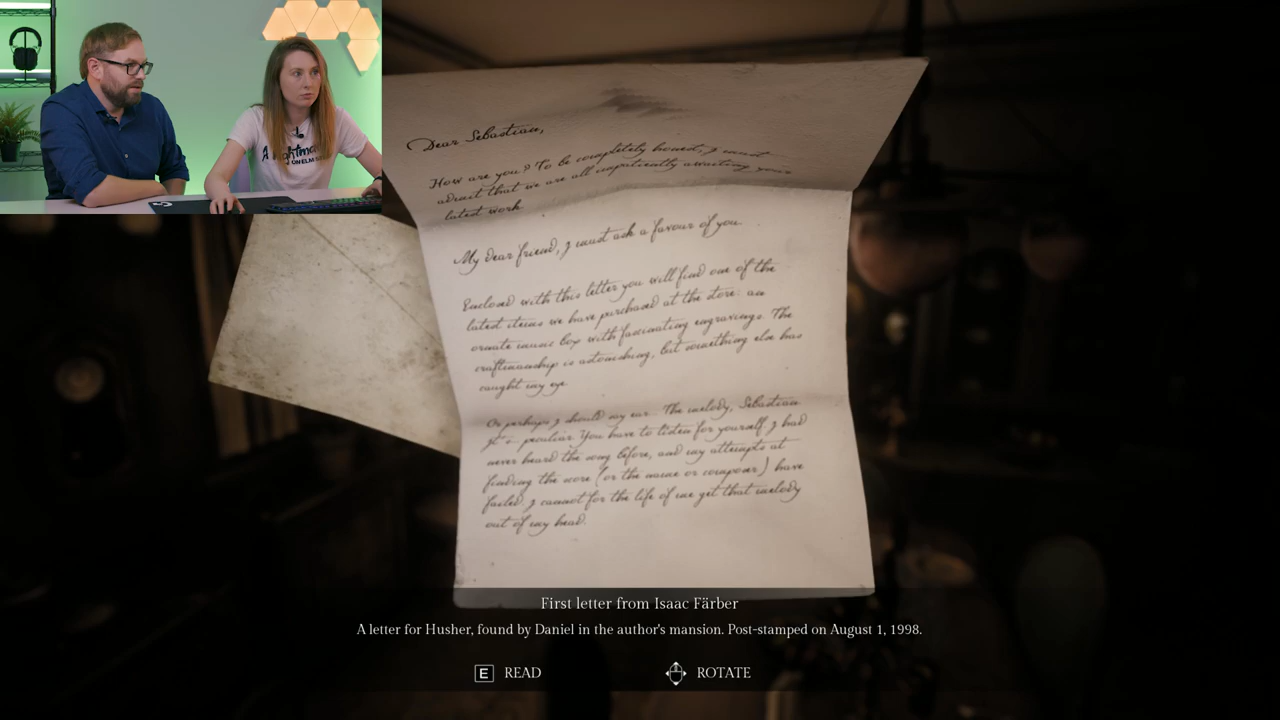 A Nightmare
ON ELM
Dear Sebastian,
How are you? To be completely honest, I must
admit that we are all impatiently awaiting your
latest work
My dear friend, I must ask a favour of you.
Enclosed with this letter you will find one of the
latest items we have purchased at the store: an
ornate music box with fascinating engravings. The
craftmanship is astonishing, but something else has
caught my eye.
Or perhaps I should say ear. The melody, Sebastian.
It's peculiar. You have to listen for yourself. I had
never heard the song before, and my attempts at
finding the score (or the name or composer) have
failed. I cannot for the life of me get that melody
out of my head.
First letter from Isaac Färber
A letter for Husher, found by Daniel in the author's mansion. Post-stamped on August 1, 1998.
E READ
ROTATE